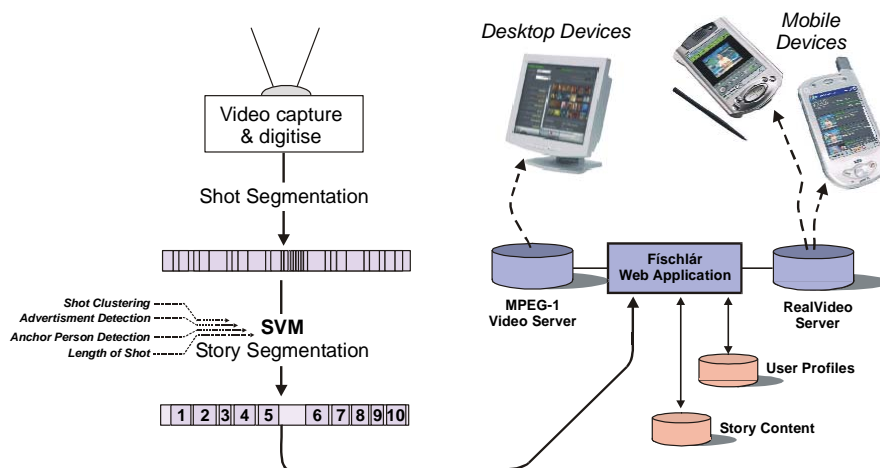 Video capture
& digitise
Shot Segmentation
Shot Clustering
Advertisment Detection
Anchor Person Detection
Length of Shot
SVM
Story Segmentation
1 2 3 4 5 6 7 8 9 10
Desktop Devices
Mobile
Devices
Físchlár
Web Application
MPEG-1
Video Server
RealVideo
Server
User Profiles
Story Content